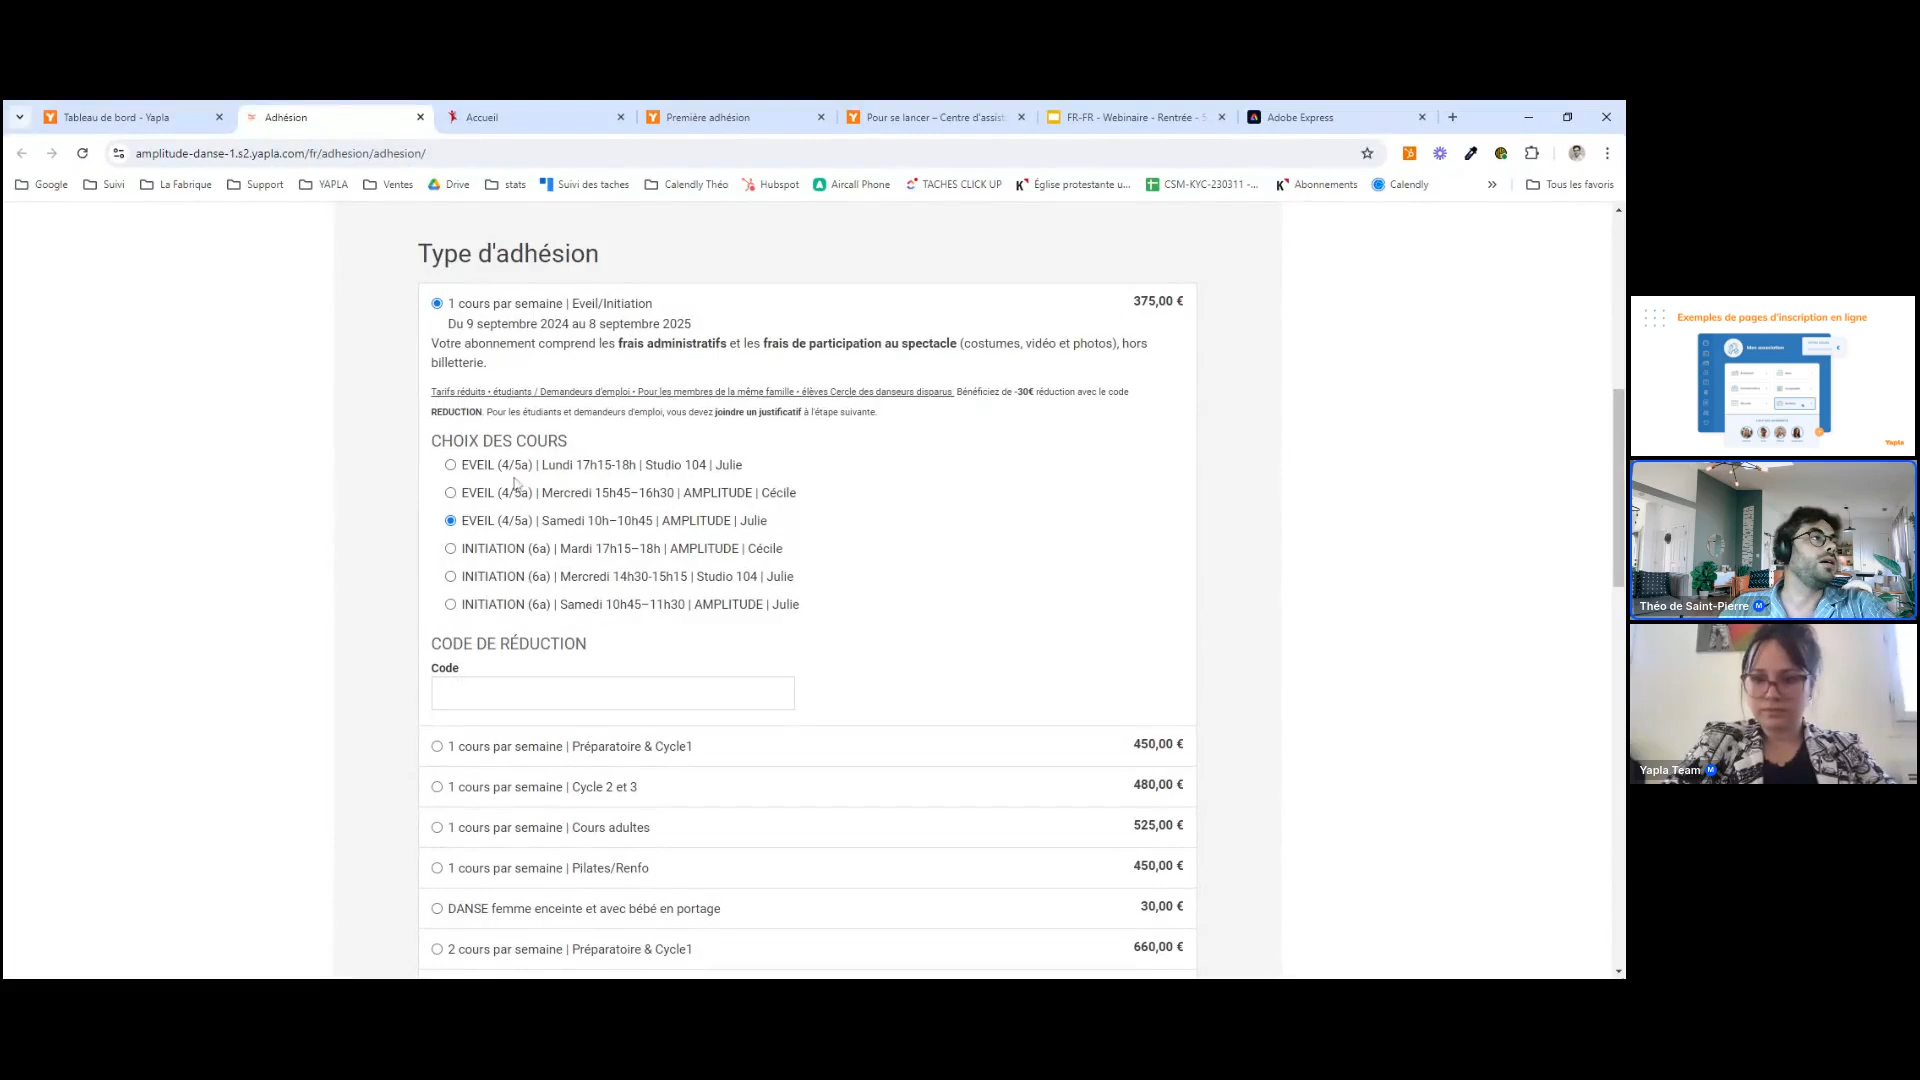 Tableau de bord - Yapla
Adhésion
Accueil
Première adhésion
Pour se lancer – Centre d'assist
FR-FR - Webinaire - Rentrée - S
Adobe Express
amplitude-danse-1.s2.yapla.com/fr/adhesion/adhesion/
Google
Suivi
La Fabrique
Support
YAPLA
Ventes
Drive
stats
Suivi des taches
Calendly Théo
Hubspot
Aircall Phone
TACHES CLICK UP
Église protestante u...
CSM-KYC-230311 -...
Abonnements
Calendly
»
Tous les favoris
Type d'adhésion
1 cours par semaine | Eveil/Initiation 375,00 €
Du 9 septembre 2024 au 8 septembre 2025
Votre abonnement comprend les frais administratifs et les frais de participation au spectacle (costumes, vidéo et photos), hors
billetterie.
Tarifs réduits • étudiants / Demandeurs d'emploi • Pour les membres de la même famille • élèves Cercle des danseurs disparus Bénéficiez de -30€ réduction avec le code
REDUCTION. Pour les étudiants et demandeurs d'emploi, vous devez joindre un justificatif à l'étape suivante.
CHOIX DES COURS
EVEIL (4/5a) | Lundi 17h15-18h | Studio 104 | Julie
EVEIL (4/5a) | Mercredi 15h45–16h30 | AMPLITUDE | Cécile
EVEIL (4/5a) | Samedi 10h–10h45 | AMPLITUDE | Julie
INITIATION (6a) | Mardi 17h15–18h | AMPLITUDE | Cécile
INITIATION (6a) | Mercredi 14h30-15h15 | Studio 104 | Julie
INITIATION (6a) | Samedi 10h45–11h30 | AMPLITUDE | Julie
CODE DE RÉDUCTION
Code
1 cours par semaine | Préparatoire & Cycle1 450,00 €
1 cours par semaine | Cycle 2 et 3 480,00 €
1 cours par semaine | Cours adultes 525,00 €
1 cours par semaine | Pilates/Renfo 450,00 €
DANSE femme enceinte et avec bébé en portage 30,00 €
2 cours par semaine | Préparatoire & Cycle1 660,00 €
Exemples de pages d'inscription en ligne
Mon association
Yapla
Théo de Saint-Pierre
Yapla Team